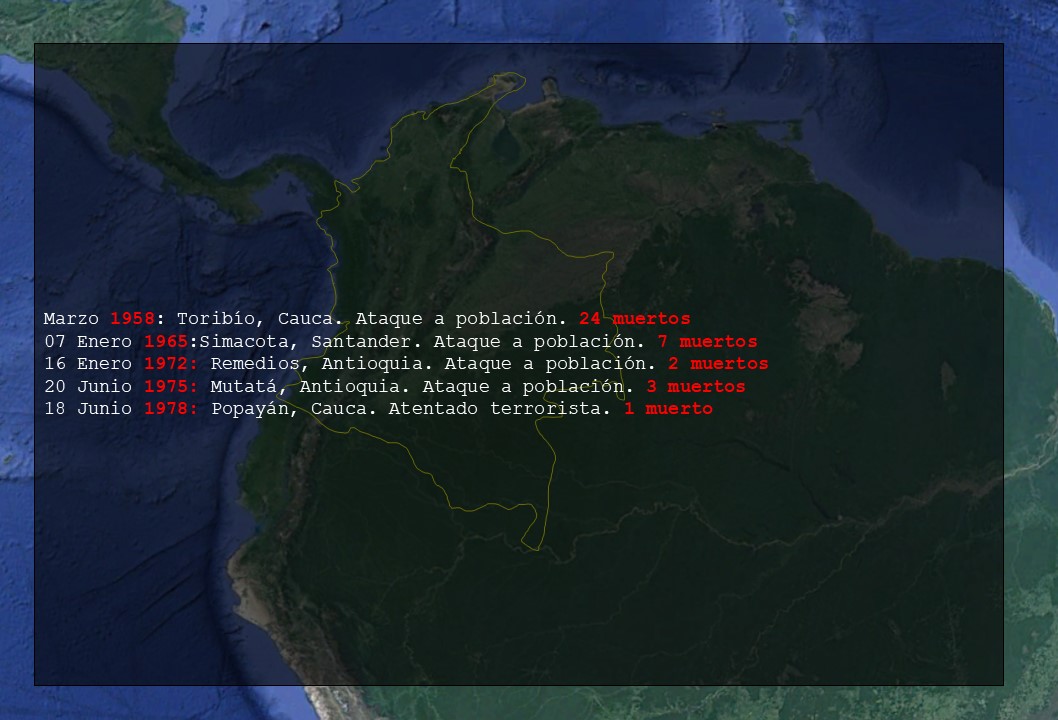 Marzo 1958: Toribío, Cauca. Ataque a población. 24 muertos
07 Enero 1965:Simacota, Santander. Ataque a población. 7 muertos
16 Enero 1972: Remedios, Antioquia. Ataque a población. 2 muertos
20 Junio 1975: Mutatá, Antioquia. Ataque a población. 3 muertos
18 Junio 1978: Popayán, Cauca. Atentado terrorista. 1 muerto